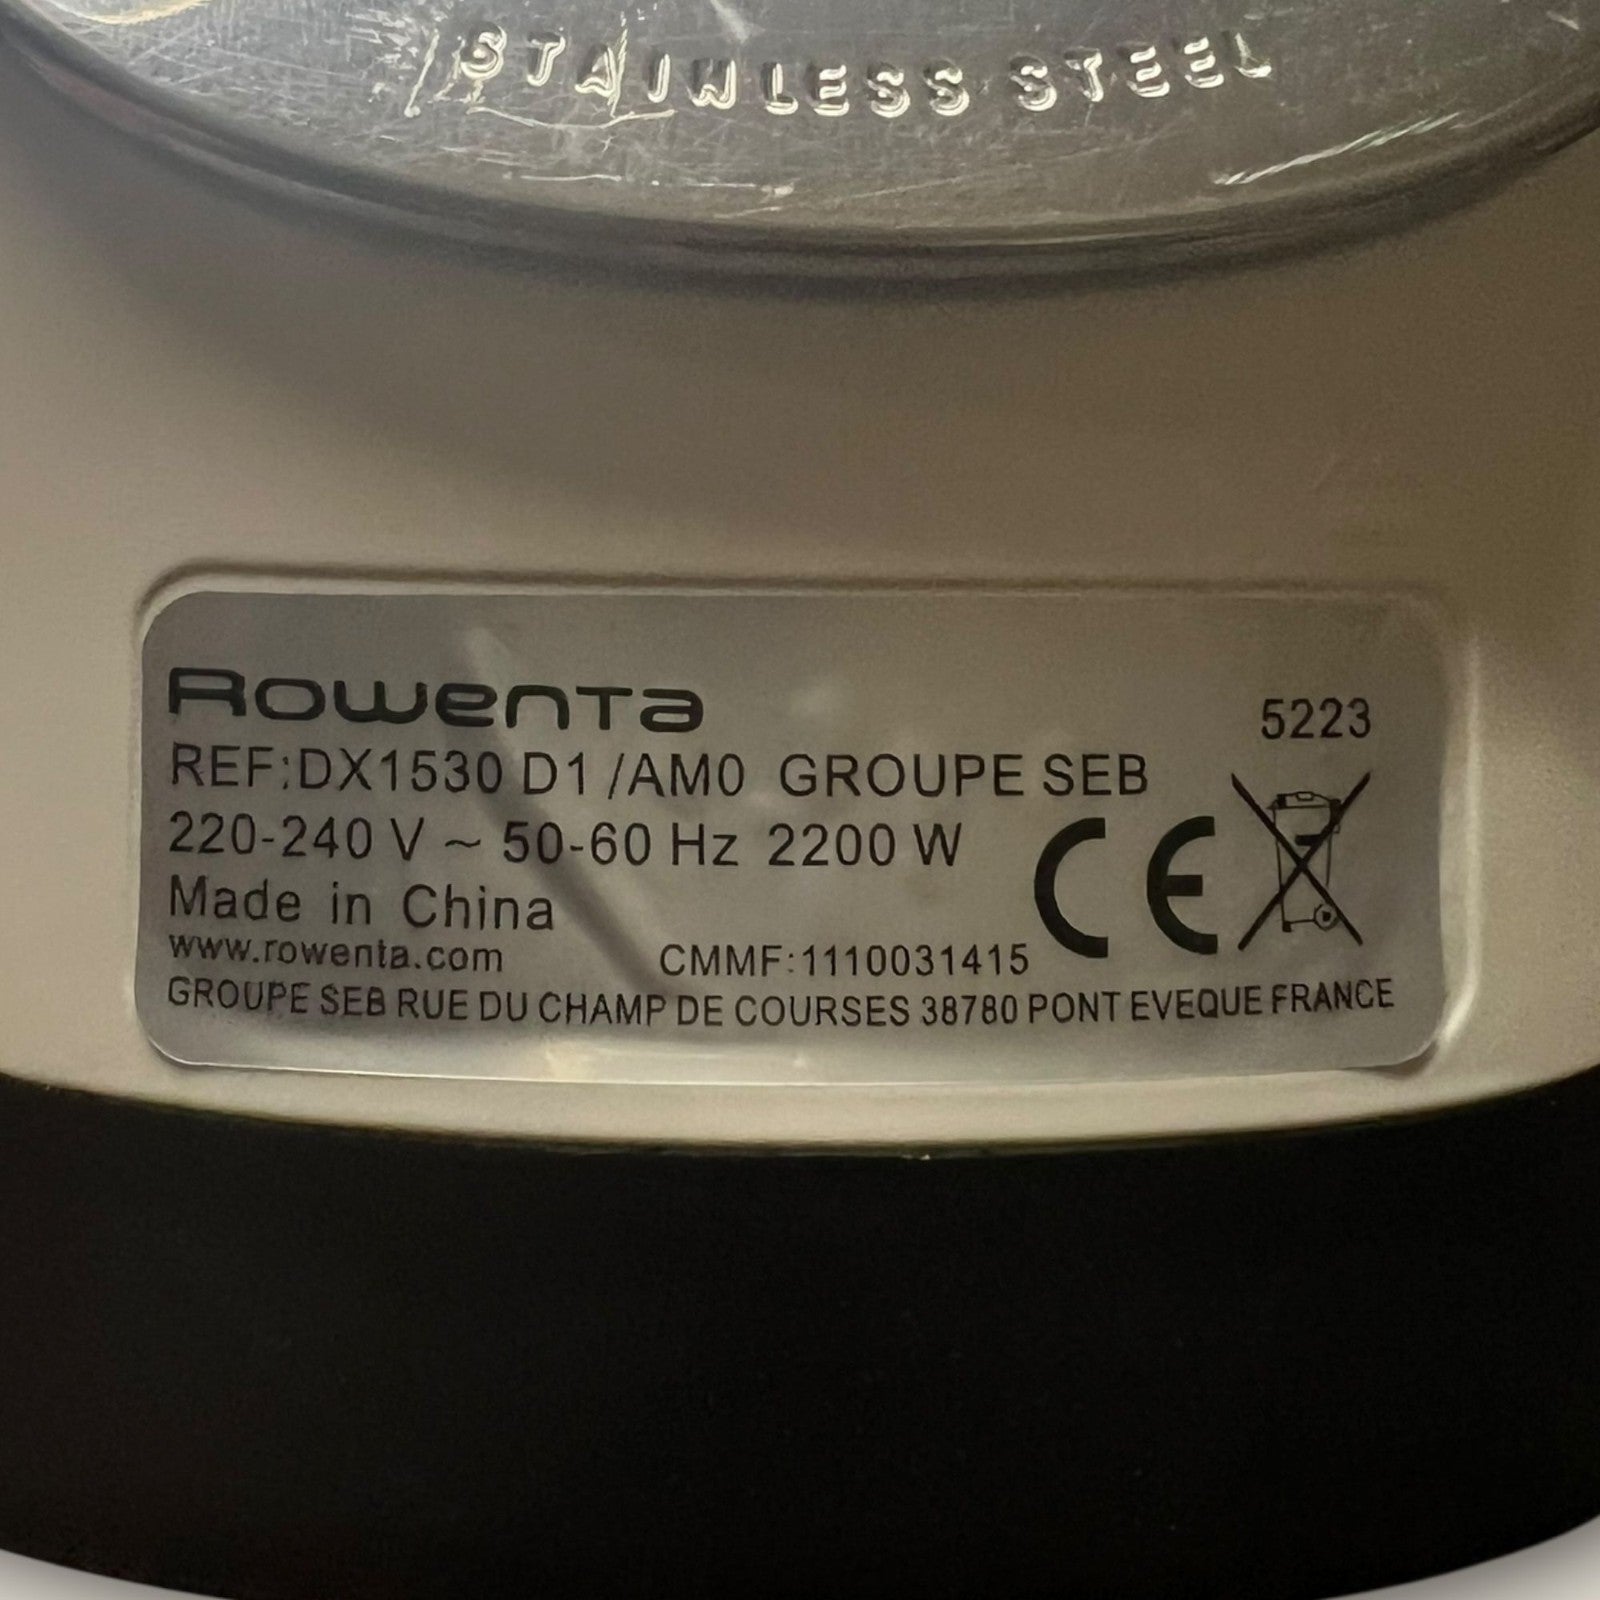 STAINLESS STEEL
Rowenta
5223
REF:DX1530 D1 /AM0 GROUPE SEB
220-240 V ~ 50-60 Hz 2200 W
CE
Made in China
www.rowenta.com CMMF:1110031415
GROUPE SEB RUE DU CHAMP DE COURSES 38780 PONT EVEQUE FRANCE